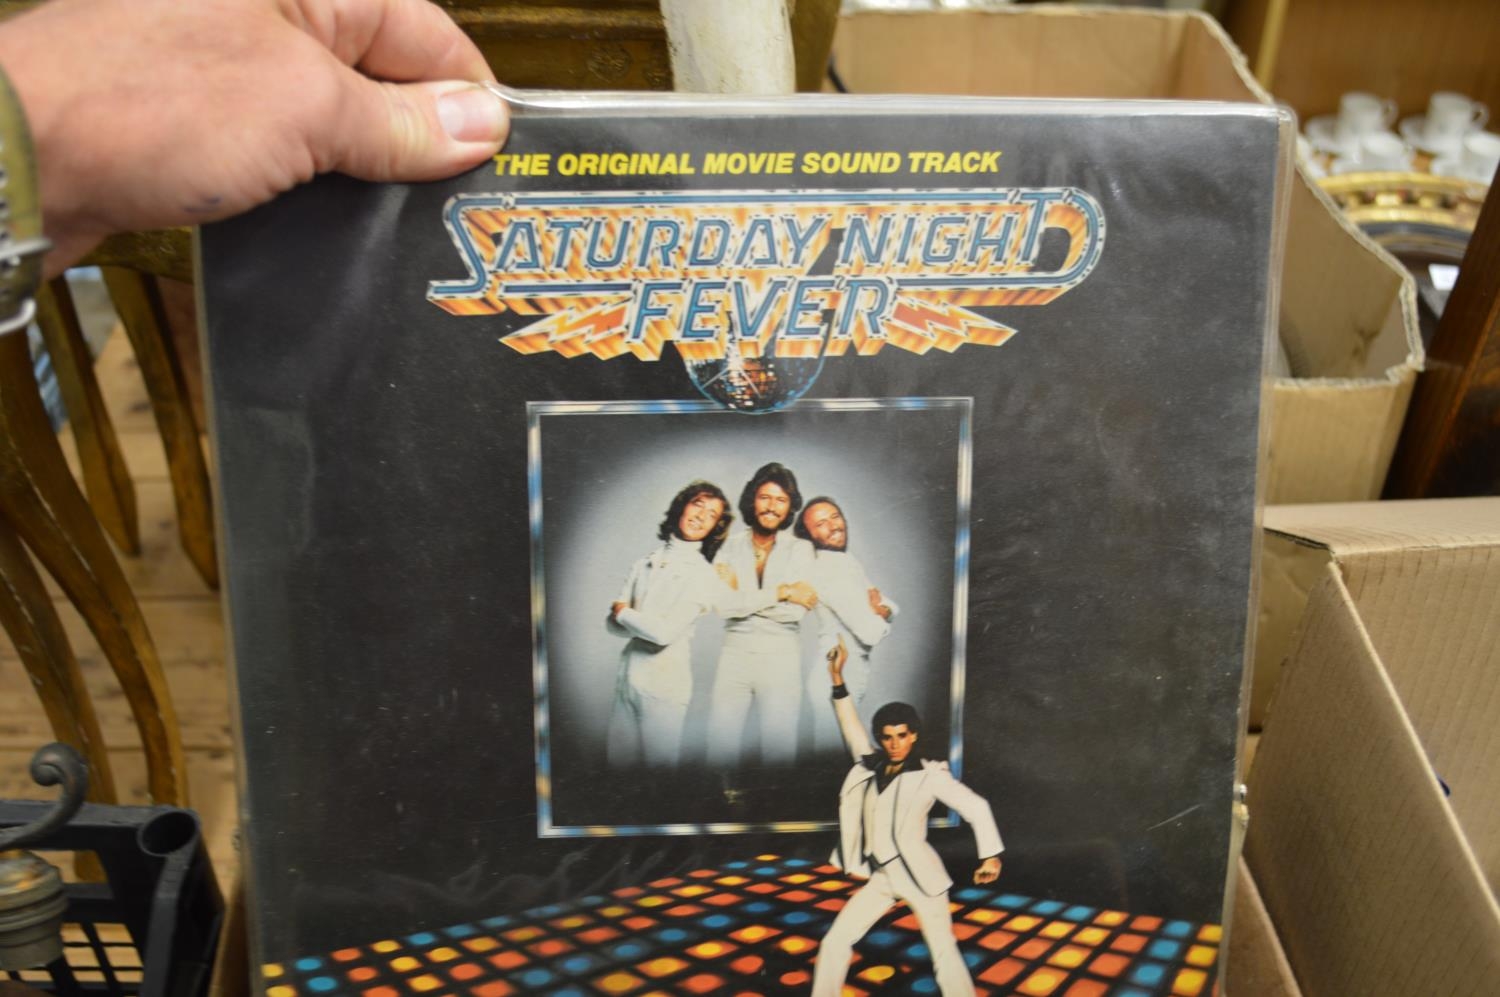 THE ORIGINAL MOVIE SOUND TRACK
SATURDAY NIGHT
FEVER